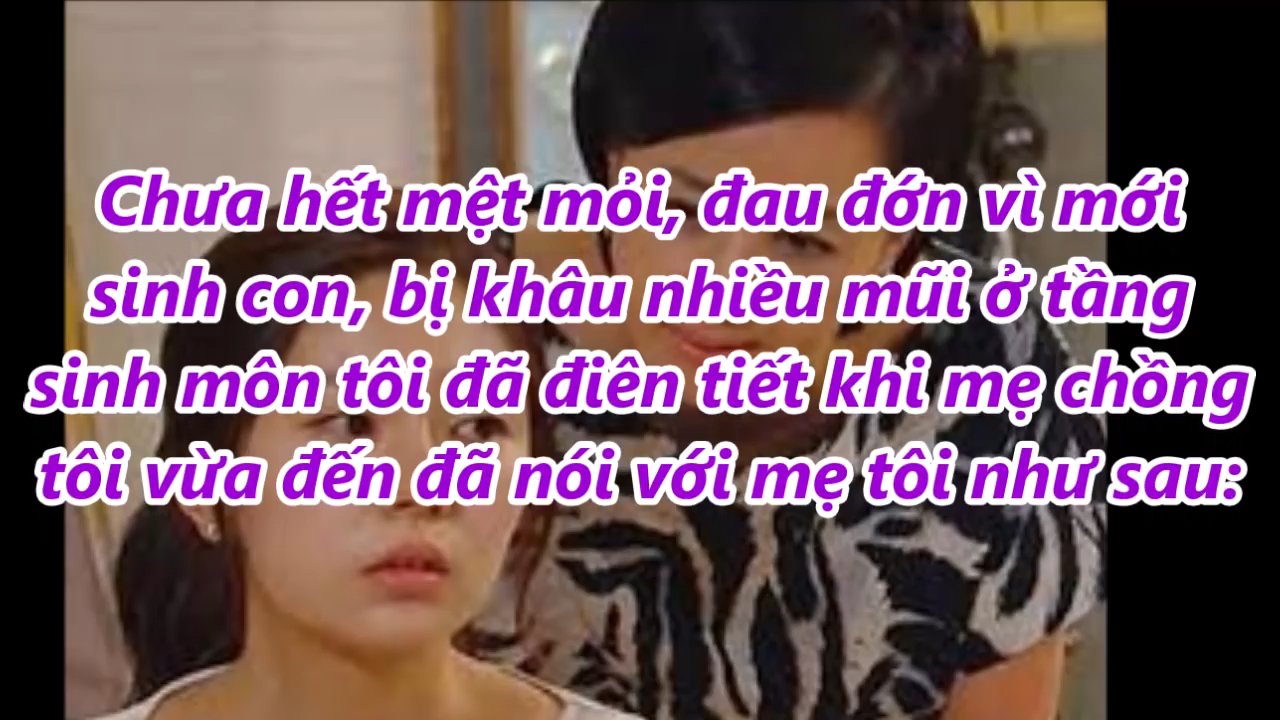 Chưa hết mệt mỏi, đau đớn vì mới
sinh con, bị khâu nhiều mũi ở tầng
sinh môn tôi đã điên tiết khi mẹ chồng
tôi vừa đến đã nói với mẹ tôi như sau: